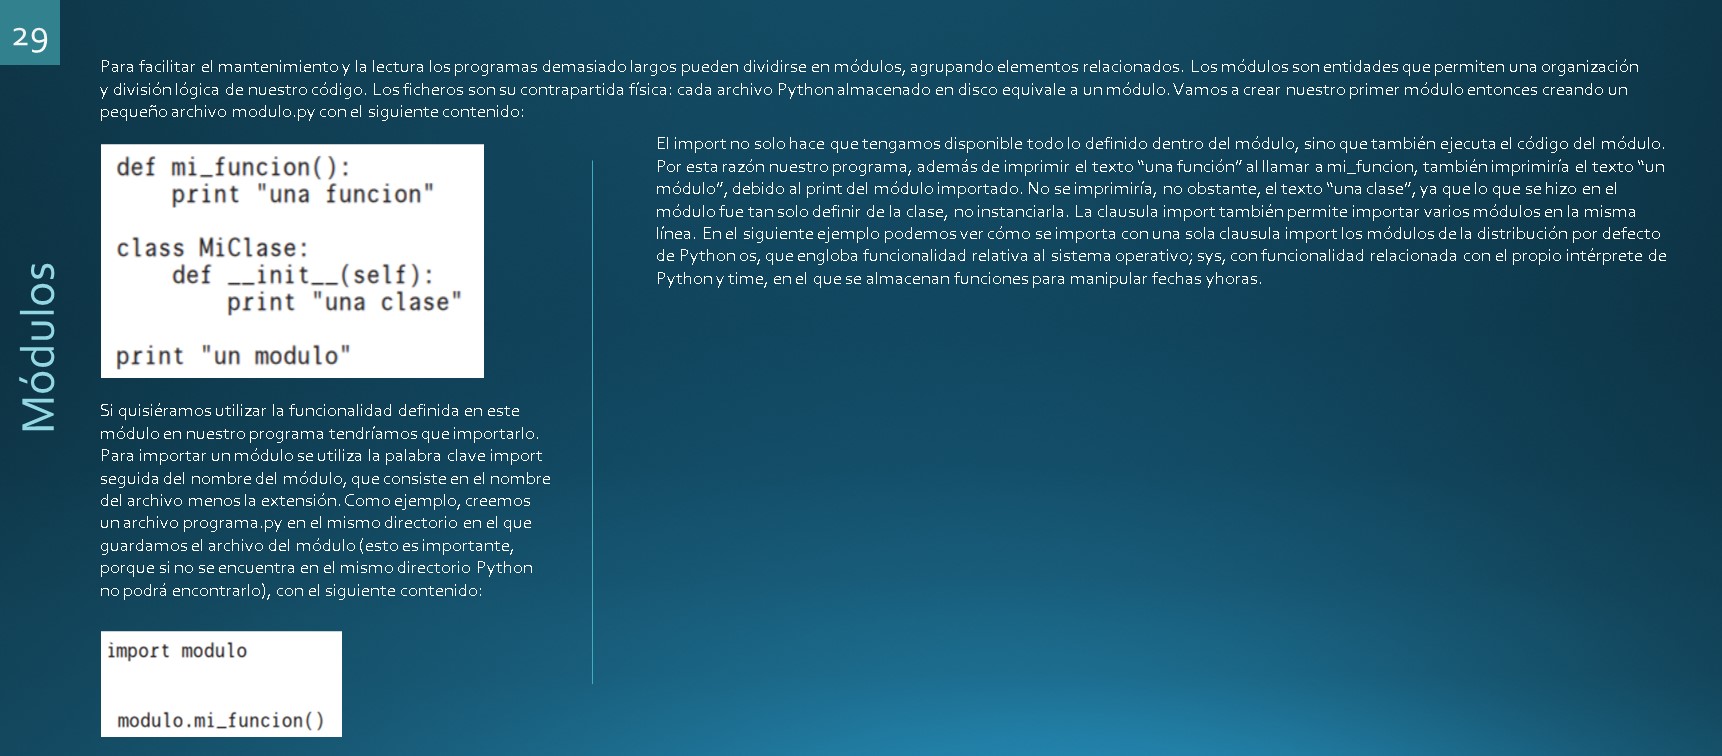 29
Módulos
Para facilitar el mantenimiento y la lectura los programas demasiado largos pueden dividirse en módulos, agrupando elementos relacionados. Los módulos son entidades que permiten una organización
y división lógica de nuestro código. Los ficheros son su contrapartida física: cada archivo Python almacenado en disco equivale a un módulo. Vamos a crear nuestro primer módulo entonces creando un
pequeño archivo modulo.py con el siguiente contenido:
def mi_funcion():
    print "una funcion"
class MiClase:
    def __init__(self):
        print "una clase"
print "un modulo"
Si quisiéramos utilizar la funcionalidad definida en este
módulo en nuestro programa tendríamos que importarlo.
Para importar un módulo se utiliza la palabra clave import
seguida del nombre del módulo, que consiste en el nombre
del archivo menos la extensión. Como ejemplo, creemos
un archivo programa.py en el mismo directorio en el que
guardamos el archivo del módulo (esto es importante,
porque si no se encuentra en el mismo directorio Python
no podrá encontrarlo), con el siguiente contenido:
import modulo
modulo.mi_funcion()
El import no solo hace que tengamos disponible todo lo definido dentro del módulo, sino que también ejecuta el código del módulo.
Por esta razón nuestro programa, además de imprimir el texto “una función” al llamar a mi_funcion, también imprimiría el texto “un
módulo”, debido al print del módulo importado. No se imprimiría, no obstante, el texto “una clase”, ya que lo que se hizo en el
módulo fue tan solo definir de la clase, no instanciarla. La clausula import también permite importar varios módulos en la misma
línea. En el siguiente ejemplo podemos ver cómo se importa con una sola clausula import los módulos de la distribución por defecto
de Python os, que engloba funcionalidad relativa al sistema operativo; sys, con funcionalidad relacionada con el propio intérprete de
Python y time, en el que se almacenan funciones para manipular fechas yhoras.